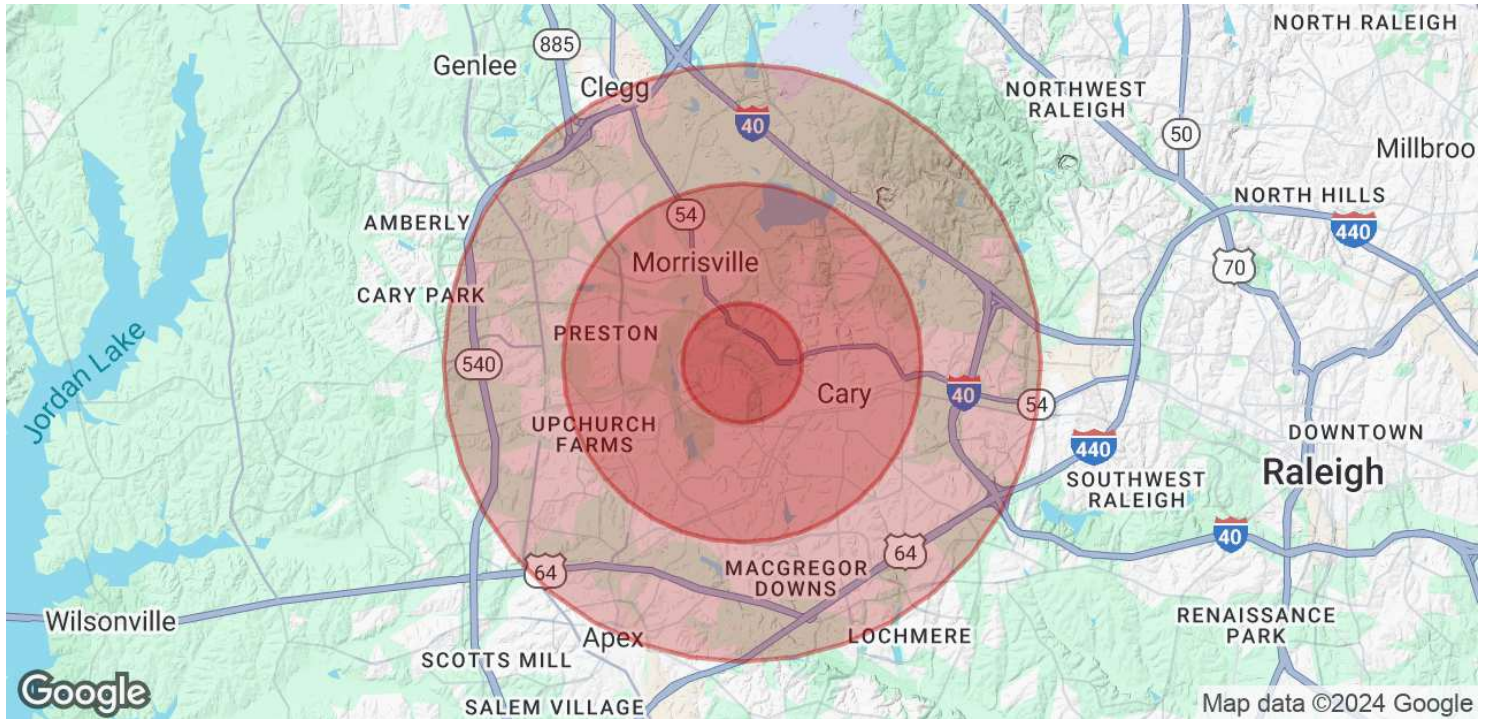 NORTH RALEIGH
885
Genlee
Clegg
NORTHWEST
RALEIGH
40
50
Millbroo
NORTH HILLS
54
AMBERLY
440
Morrisville
70
CARY PARK
PRESTON
Jordan Lake
540
Cary
40
54
UPCHURCH
FARMS
DOWNTOWN
440
Raleigh
SOUTHWEST
RALEIGH
40
64
64
MACGREGOR
DOWNS
Wilsonville
RENAISSANCE
PARK
Apex
LOCHMERE
SCOTTS MILL
Google
SALEM VILLAGE
Map data ©2024 Google